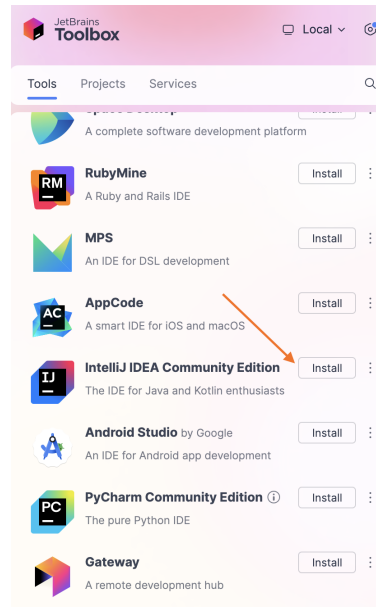 JetBrains
Toolbox
Local
Tools Projects Services
A complete software development platform
RM
RubyMine
Install
A Ruby and Rails IDE
MPS
Install
An IDE for DSL development
AC
AppCode
Install
A smart IDE for iOS and macOS
IJ
IntelliJ IDEA Community Edition
Install
The IDE for Java and Kotlin enthusiasts
Android Studio by Google
Install
An IDE for Android app development
PC
PyCharm Community Edition
Install
The pure Python IDE
Gateway
Install
A remote development hub